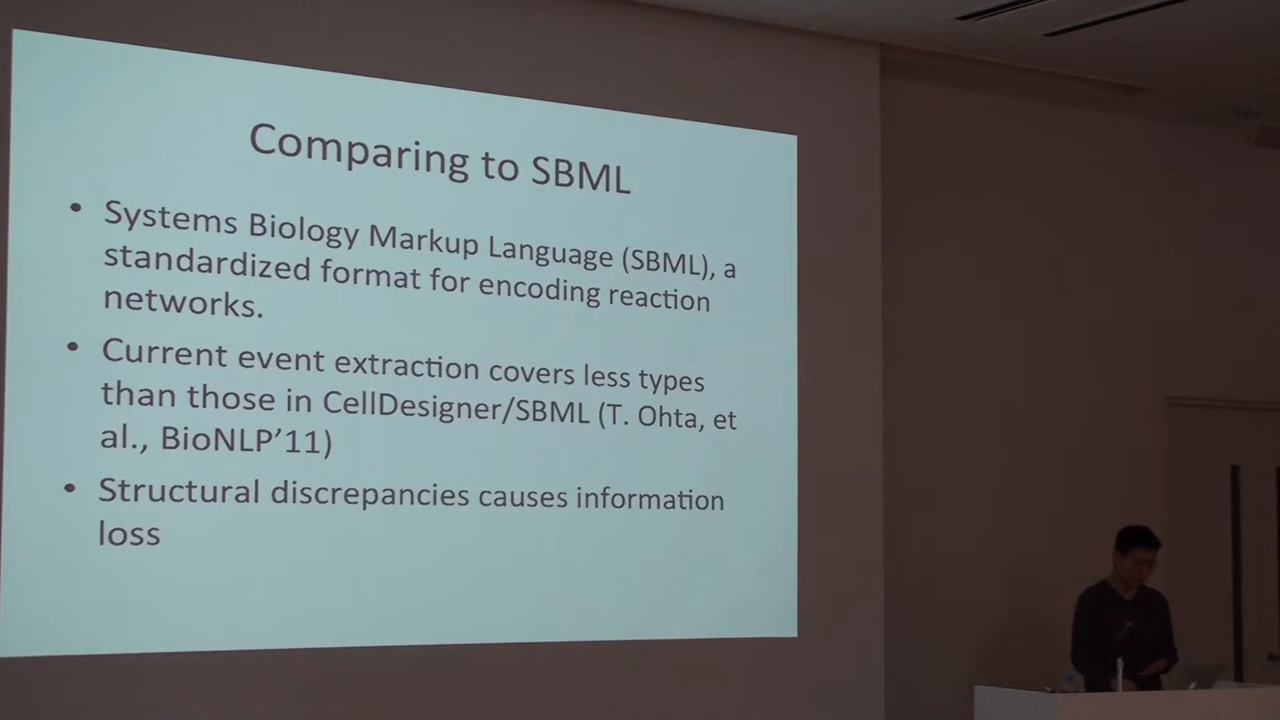 Comparing to SBML
• Systems Biology Markup Language (SBML), a
standardized format for encoding reaction
networks.
• Current event extraction covers less types
than those in CellDesigner/SBML (T. Ohta, et
al., BioNLP’11)
• Structural discrepancies causes information
loss